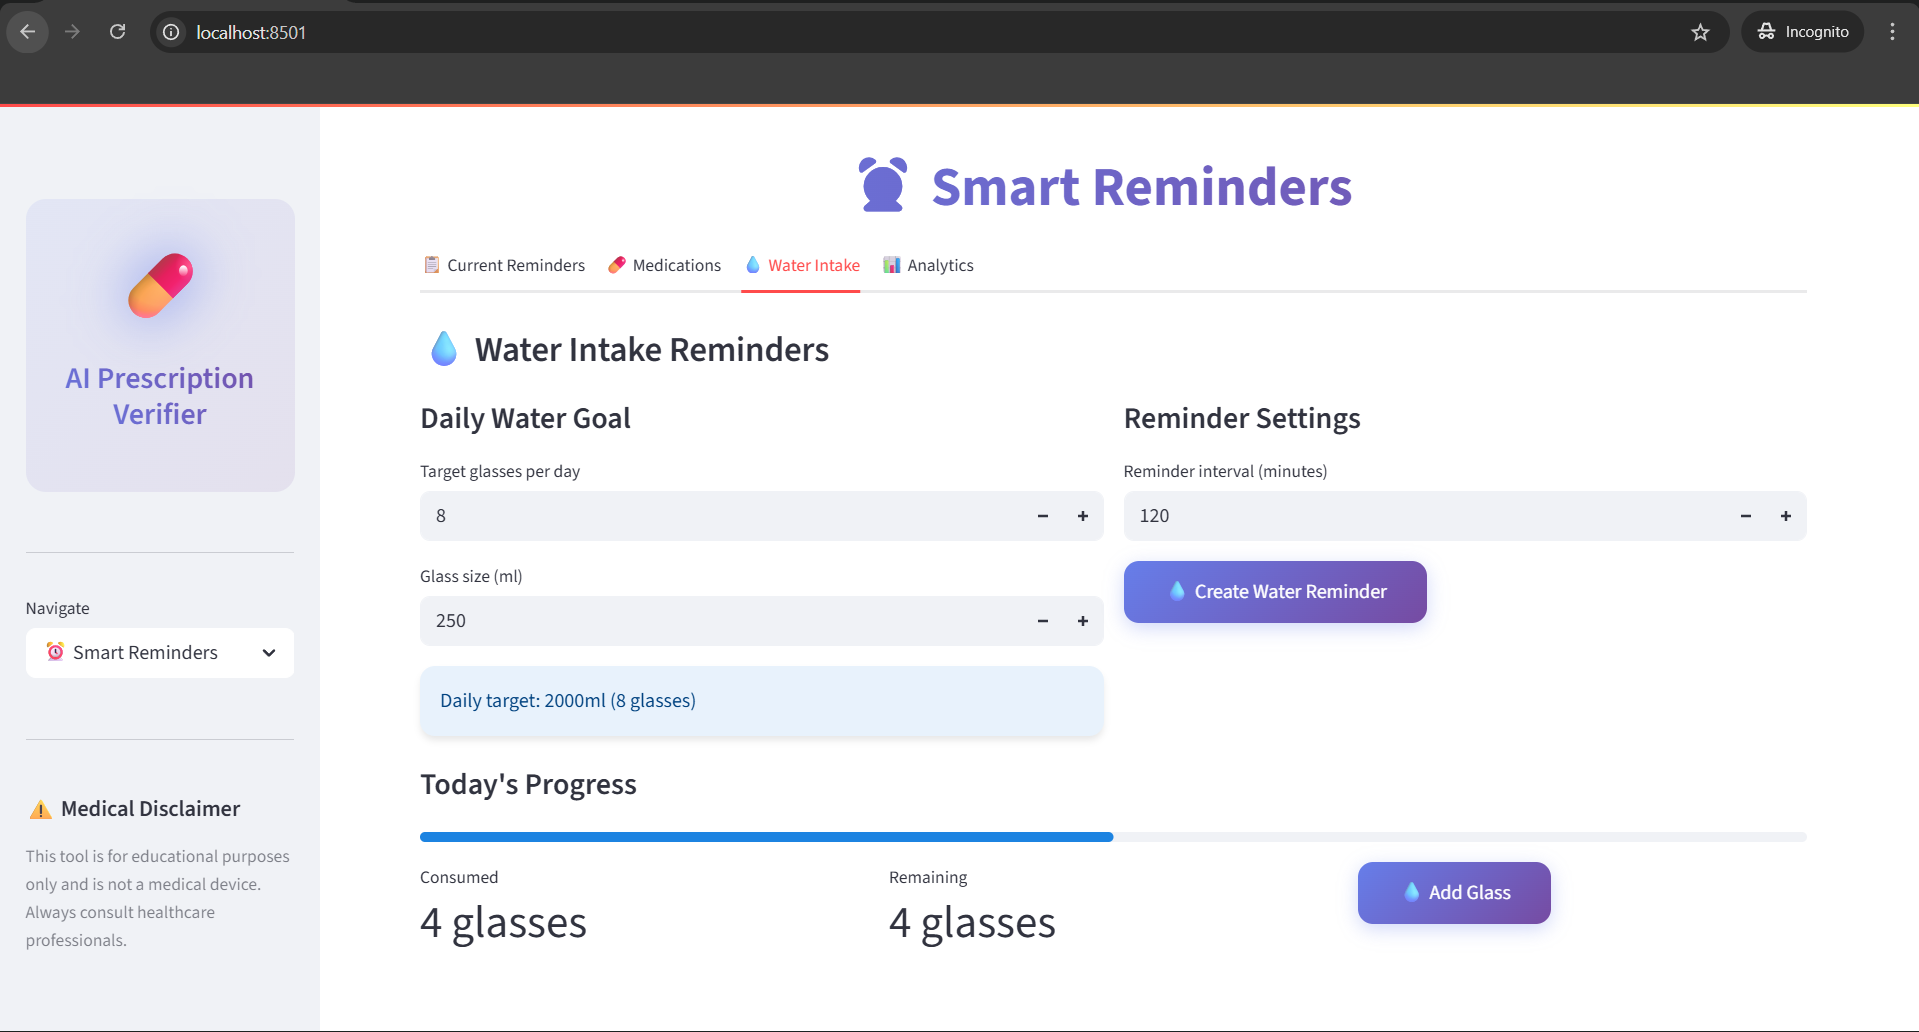 localhost:8501
Incognito
AI Prescription
Verifier
Navigate
Smart Reminders
Medical Disclaimer
This tool is for educational purposes
only and is not a medical device.
Always consult healthcare
professionals.
Smart Reminders
Current Reminders Medications Water Intake Analytics
Water Intake Reminders
Daily Water Goal
Target glasses per day
8
Glass size (ml)
250
Daily target: 2000ml (8 glasses)
Reminder Settings
Reminder interval (minutes)
120
Create Water Reminder
Today's Progress
Consumed
4 glasses
Remaining
4 glasses
Add Glass